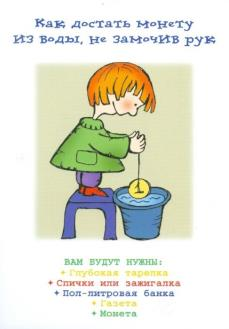 Как достать монету
из воды, не замочив рук
1
ВАМ БУДУТ НУЖНЫ:
✦ Глубокая тарелка
✦ Спички или зажигалка
✦ Пол-литровая банка
✦ Газета
✦ Монета